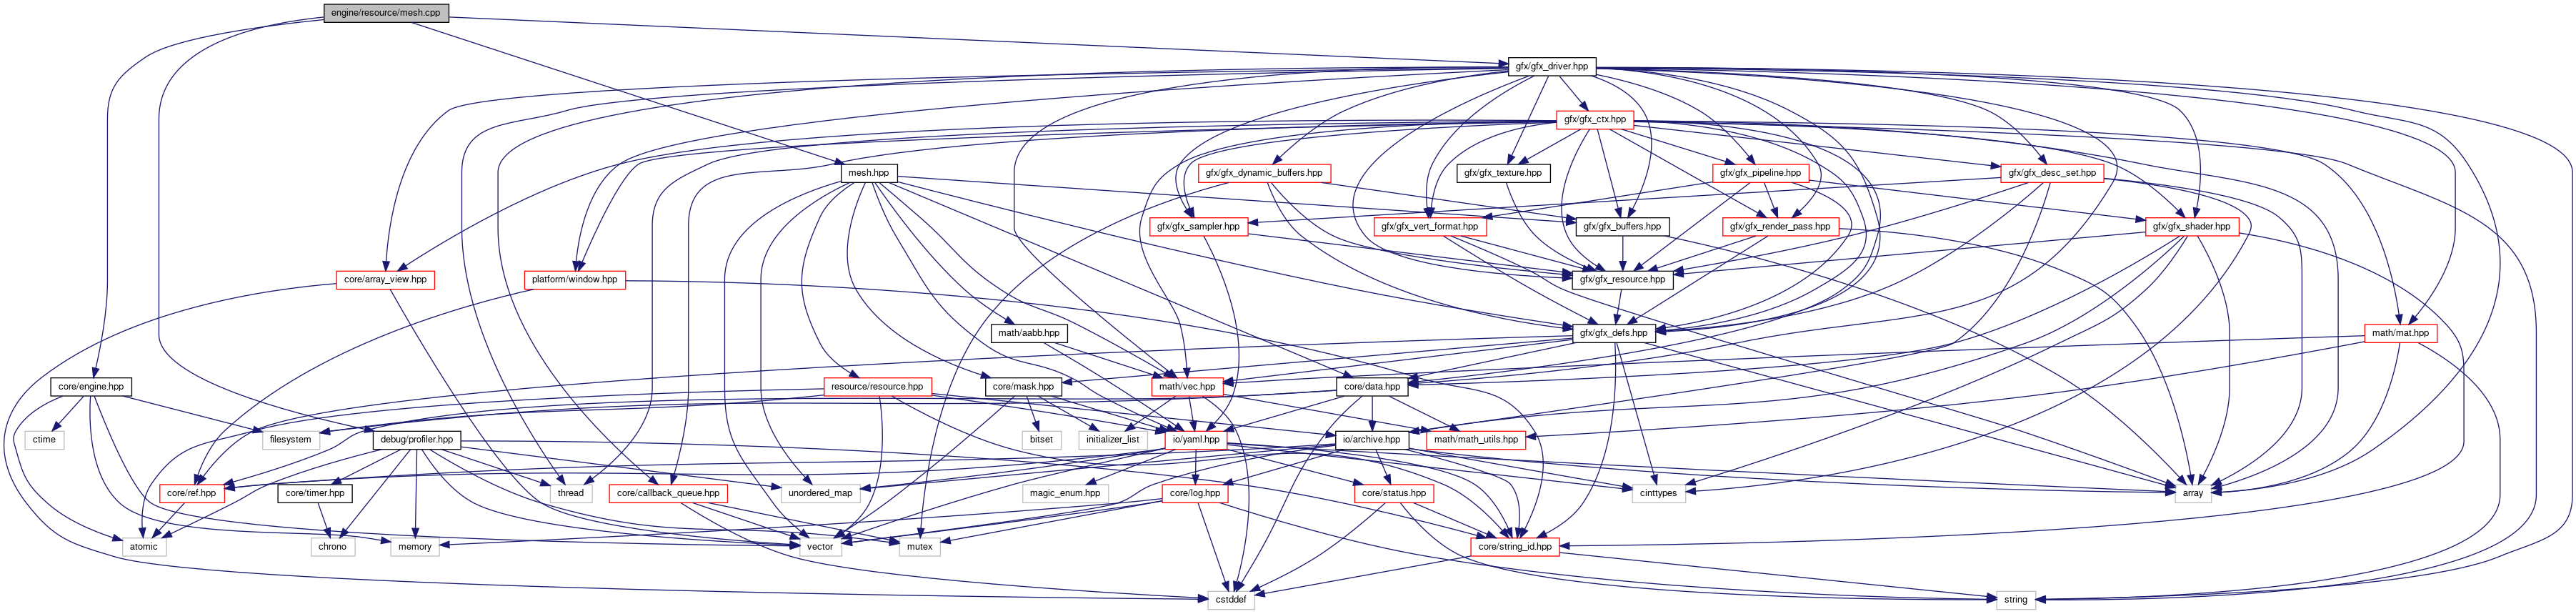 engine/resource/mesh.cpp
gfx/gfx_driver.hpp
gfx/gfx_ctx.hpp
mesh.hpp
gfx/gfx_dynamic_buffers.hpp
gfx/gfx_texture.hpp
gfx/gfx_pipeline.hpp
gfx/gfx_desc_set.hpp
gfx/gfx_sampler.hpp
gfx/gfx_vert_format.hpp
gfx/gfx_buffers.hpp
gfx/gfx_render_pass.hpp
gfx/gfx_shader.hpp
core/array_view.hpp
platform/window.hpp
gfx/gfx_resource.hpp
math/aabb.hpp
gfx/gfx_defs.hpp
math/mat.hpp
core/engine.hpp
resource/resource.hpp
core/mask.hpp
math/vec.hpp
core/data.hpp
ctime
filesystem
debug/profiler.hpp
bitset
initializer_list
io/yaml.hpp
io/archive.hpp
math/math_utils.hpp
core/ref.hpp
core/timer.hpp
thread
core/callback_queue.hpp
unordered_map
magic_enum.hpp
core/log.hpp
core/status.hpp
cinttypes
array
atomic
chrono
memory
vector
mutex
core/string_id.hpp
cstddef
string